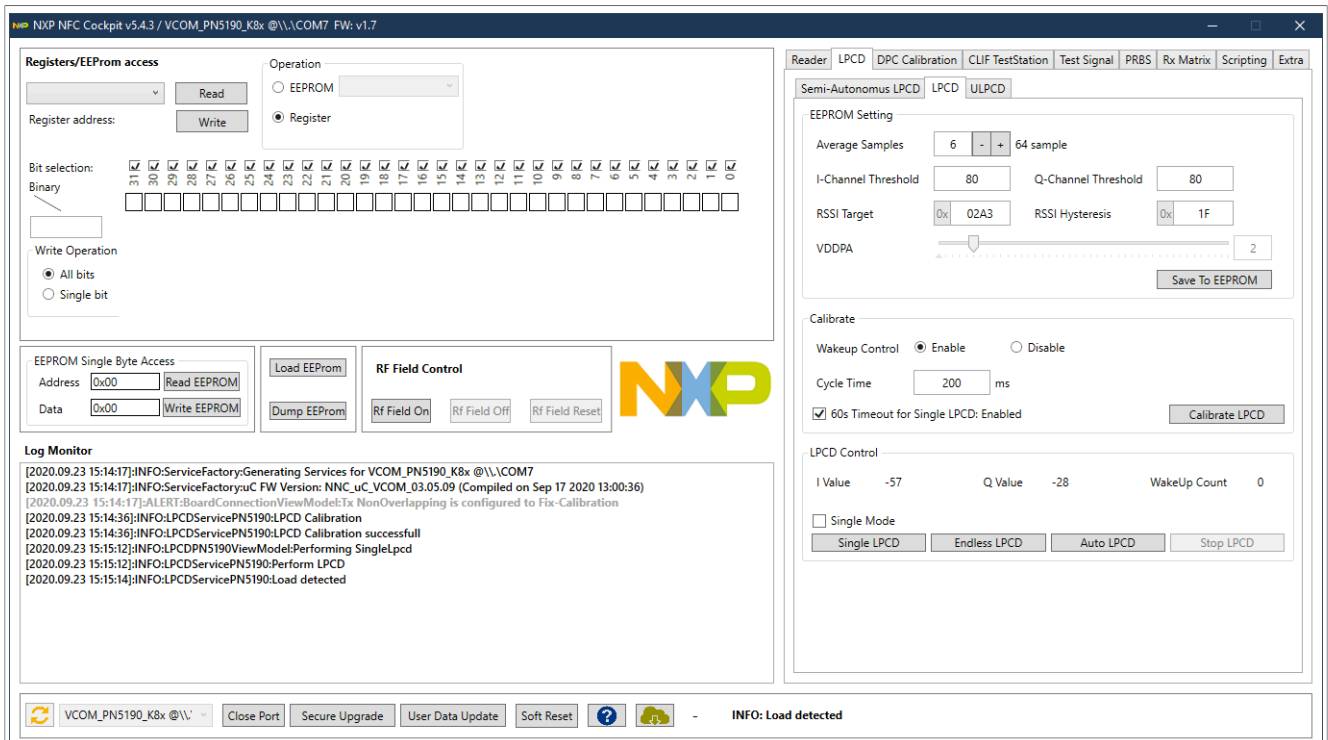 NXP NFC Cockpit v5.4.3 / VCOM_PN5190_K8x @\\.\COM7 FW: v1.7
Registers/EEProm access
Operation
EEPROM
Read
Register address:
Write
Register
Bit selection:
31 30 29 28 27 26 25 24 23 22 21 20 19 18 17 16 15 14 13 12 11 10 9 8 7 6 5 4 3 2 1 0
Binary
Write Operation
All bits
Single bit
EEPROM Single Byte Access
Address 0x00 Read EEPROM
Data 0x00 Write EEPROM
Load EEProm
Dump EEProm
RF Field Control
Rf Field On Rf Field Off Rf Field Reset
NXP
Log Monitor
[2020.09.23 15:14:17]:INFO:ServiceFactory:Generating Services for VCOM_PN5190_K8x @\\.\COM7
[2020.09.23 15:14:17]:INFO:ServiceFactory:uC FW Version: NNC_uC_VCOM_03.05.09 (Compiled on Sep 17 2020 13:00:36)
[2020.09.23 15:14:17]:ALERT:BoardConnectionViewModel:Tx NonOverlapping is configured to Fix-Calibration
[2020.09.23 15:14:36]:INFO:LPCDServicePN5190:LPCD Calibration
[2020.09.23 15:14:36]:INFO:LPCDServicePN5190:LPCD Calibration successfull
[2020.09.23 15:15:12]:INFO:LPCDPN5190ViewModel:Performing SingleLpcd
[2020.09.23 15:15:12]:INFO:LPCDServicePN5190:Perform LPCD
[2020.09.23 15:15:14]:INFO:LPCDServicePN5190:Load detected
Reader LPCD DPC Calibration CLIF TestStation Test Signal PRBS Rx Matrix Scripting Extra
Semi-Autonomus LPCD LPCD ULPCD
EEPROM Setting
Average Samples 6 - + 64 sample
I-Channel Threshold 80 Q-Channel Threshold 80
RSSI Target 0x 02A3 RSSI Hysteresis 0x 1F
VDDPA 2
Save To EEPROM
Calibrate
Wakeup Control Enable Disable
Cycle Time 200 ms
60s Timeout for Single LPCD: Enabled Calibrate LPCD
LPCD Control
I Value -57 Q Value -28 WakeUp Count 0
Single Mode
Single LPCD Endless LPCD Auto LPCD Stop LPCD
VCOM_PN5190_K8x @\\.' Close Port Secure Upgrade User Data Update Soft Reset ? - INFO: Load detected